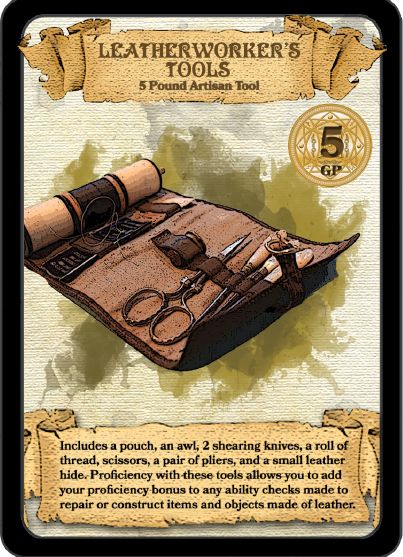 LEATHERWORKER'S
TOOLS
5 Pound Artisan Tool
5
GP
Includes a pouch, an awl, 2 shearing knives, a roll of
thread, scissors, a pair of pliers, and a small leather
hide. Proficiency with these tools allows you to add
your proficiency bonus to any ability checks made to
repair or construct items and objects made of leather.